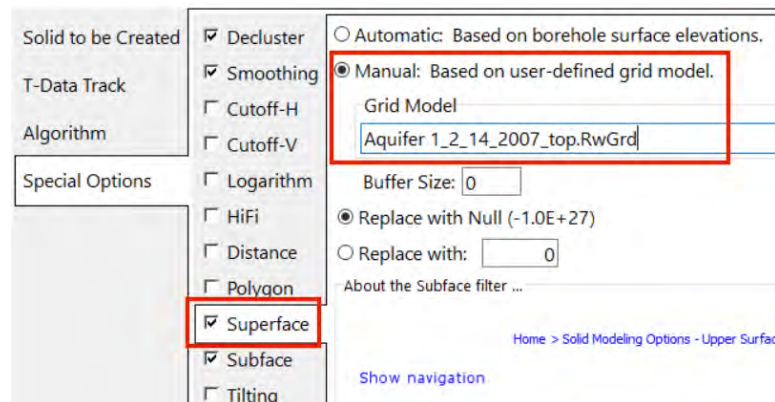 Solid to be Created
T-Data Track
Algorithm
Special Options
Decluster
Smoothing
Cutoff-H
Cutoff-V
Logarithm
HiFi
Distance
Polygon
Superface
Subface
Tilting
Automatic: Based on borehole surface elevations.
Manual: Based on user-defined grid model.
Grid Model
Aquifer 1_2_14_2007_top.RwGrd
Buffer Size: 0
Replace with Null (-1.0E+27)
Replace with: 0
About the Subface filter ...
Home > Solid Modeling Options - Upper Surfac
Show navigation